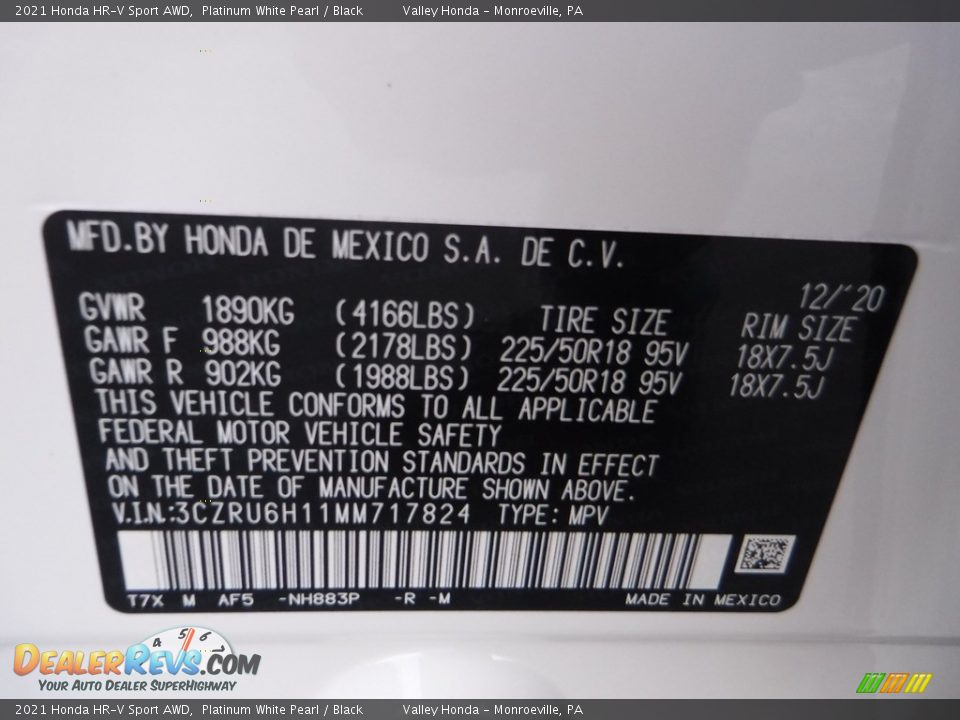 2021 Honda HR-V Sport AWD, Platinum White Pearl / Black Valley Honda - Monroeville, PA
MFD.BY HONDA DE MEXICO S.A. DE C.V.
12/'20
GVWR 1890KG (4166LBS) TIRE SIZE RIM SIZE
GAWR F 988KG (2178LBS) 225/50R18 95V 18X7.5J
GAWR R 902KG (1988LBS) 225/50R18 95V 18X7.5J
THIS VEHICLE CONFORMS TO ALL APPLICABLE
FEDERAL MOTOR VEHICLE SAFETY
AND THEFT PREVENTION STANDARDS IN EFFECT
ON THE DATE OF MANUFACTURE SHOWN ABOVE.
V.I.N.:3CZRU6H11MM717824 TYPE: MPV
T7X M AF5 -NH883P -R -M MADE IN MEXICO
4 5 6
DEALERREVS.COM
YOUR AUTO DEALER SUPERHIGHWAY
2021 Honda HR-V Sport AWD, Platinum White Pearl / Black Valley Honda - Monroeville, PA